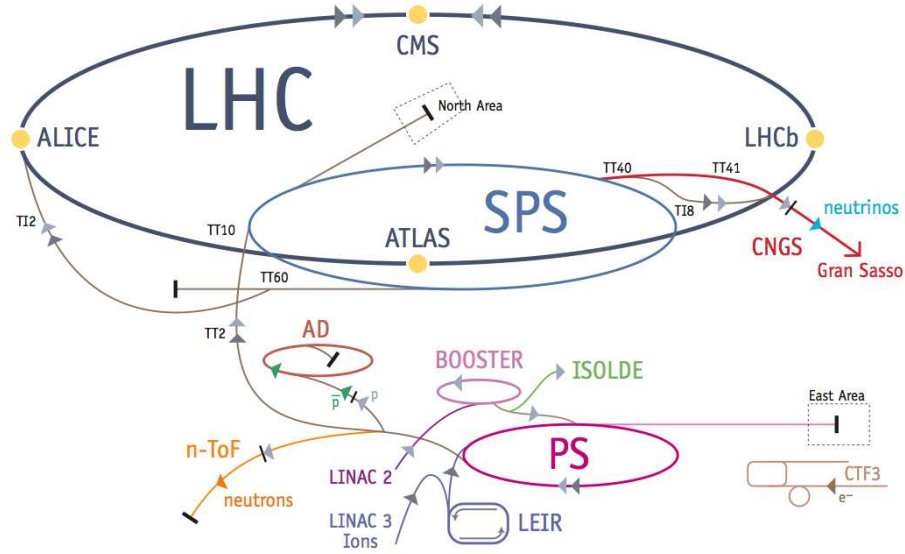 CMS
LHC
North Area
ALICE
LHCb
TT40
TT41
SPS
TI8
neutrinos
TI2
TT10
ATLAS
CNGS
Gran Sasso
TT60
TT2
AD
BOOSTER
ISOLDE
East Area
p̅
p
n-ToF
PS
LINAC 2
neutrons
CTF3
e⁻
LINAC 3
Ions
LEIR